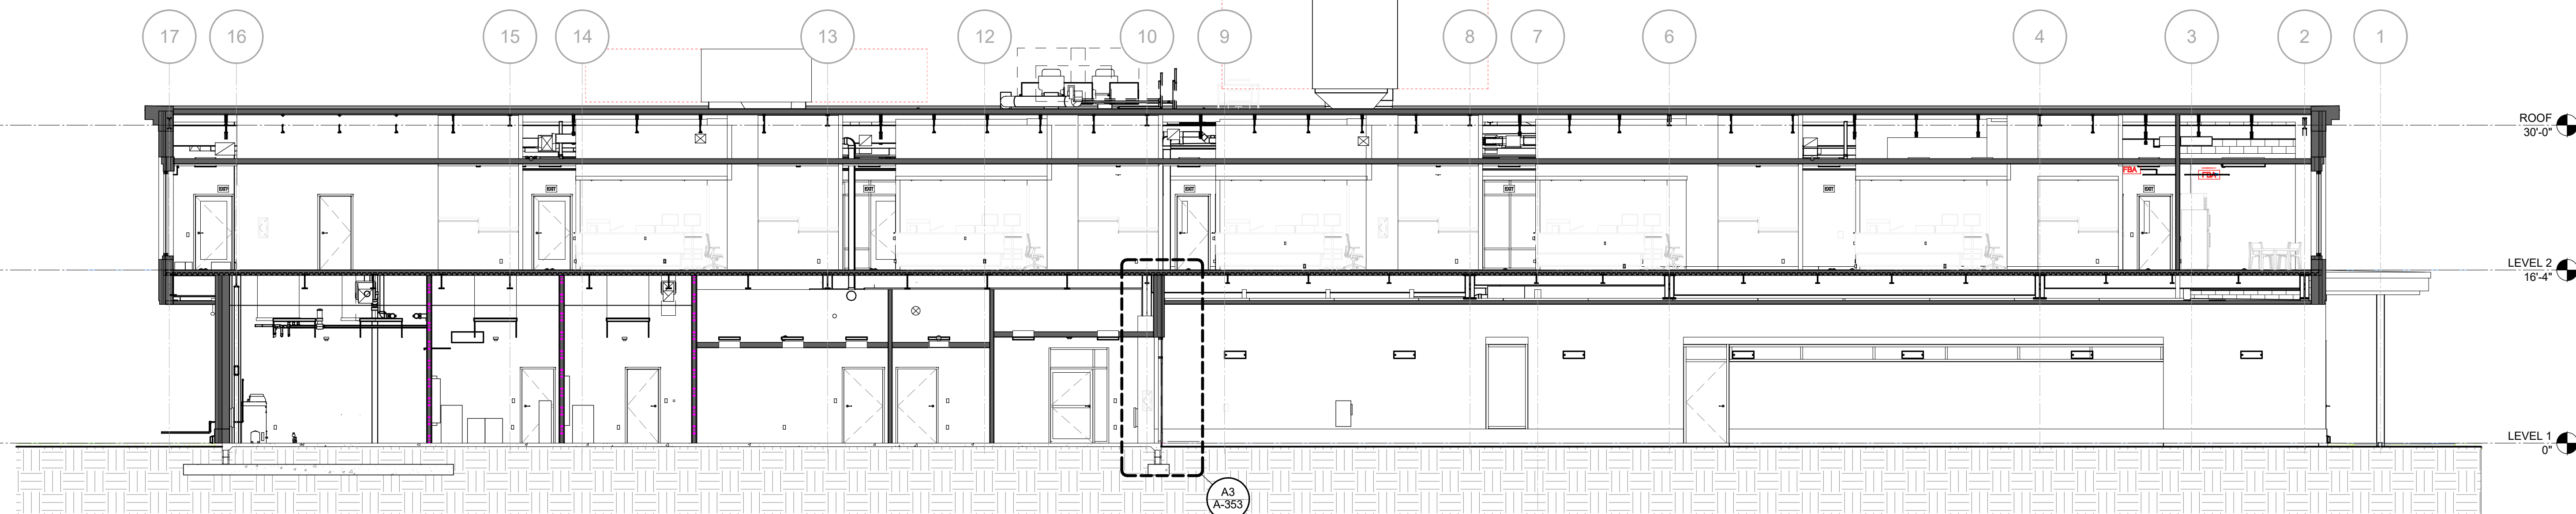 17 16 15 14 13 12 10 9 8 7 6 4 3 2 1
ROOF
30'-0"
FBA
FBA
EXIT EXIT EXIT EXIT EXIT EXIT EXIT
LEVEL 2
16'-4"
LEVEL 1
0"
A3
A-353